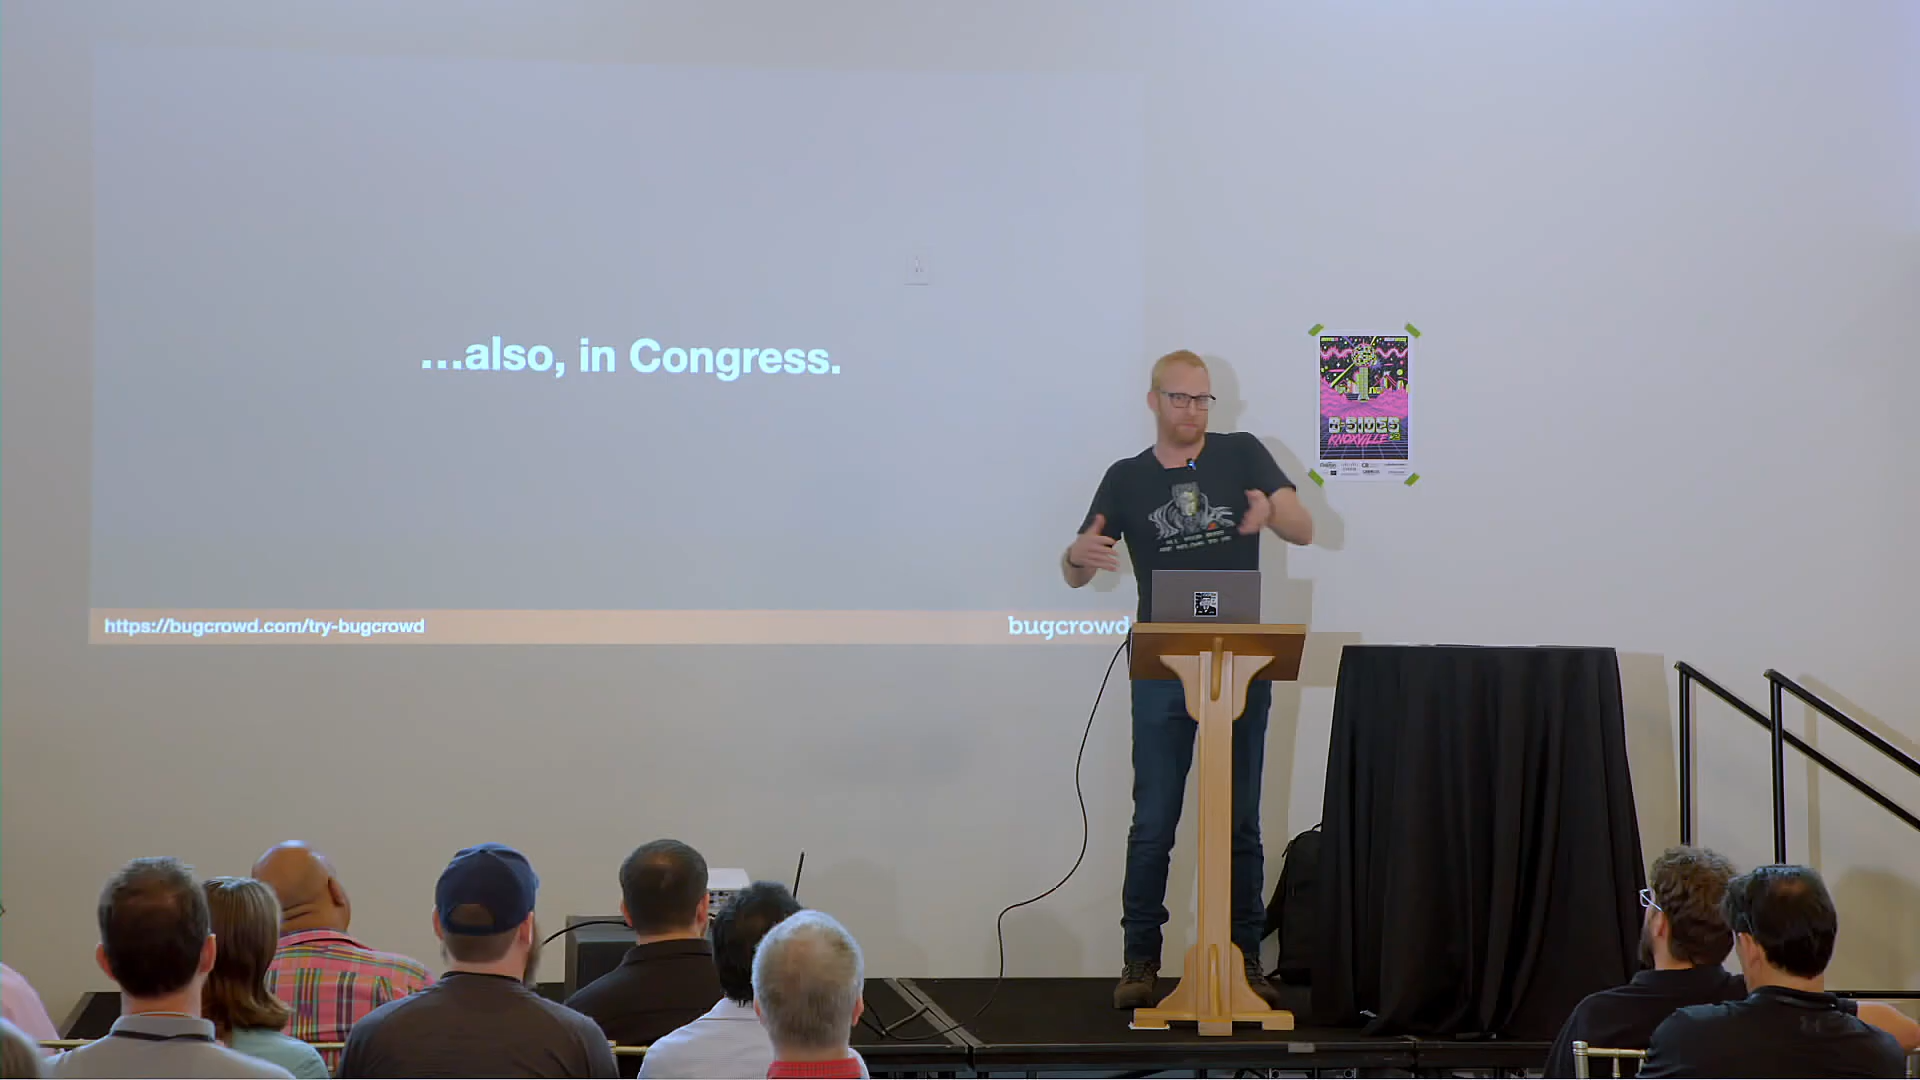 ...also, in Congress.
https://bugcrowd.com/try-bugcrowd
bugcrowd
B-SIDES
KNOXVILLE